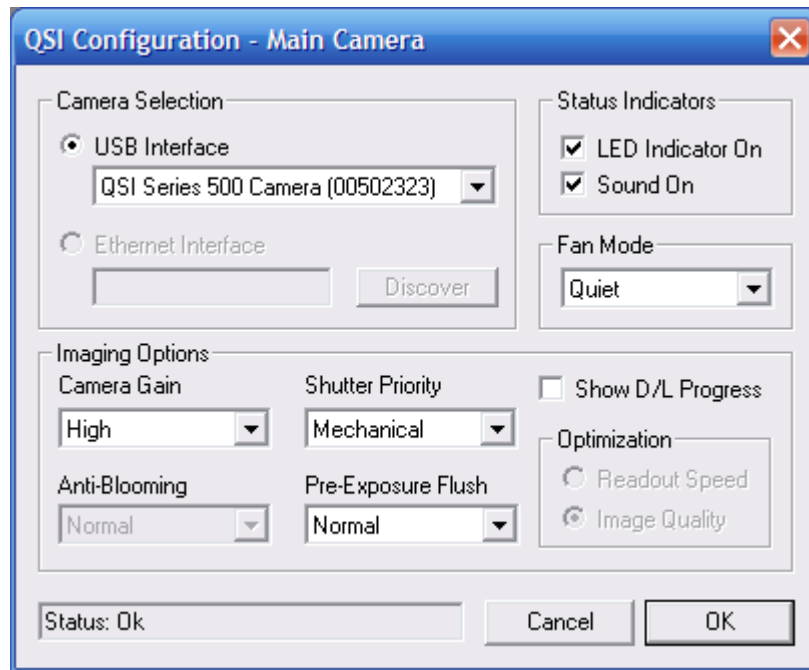 QSI Configuration - Main Camera
Camera Selection
USB Interface
QSI Series 500 Camera (00502323)
Ethernet Interface
Discover
Status Indicators
LED Indicator On
Sound On
Fan Mode
Quiet
Imaging Options
Camera Gain
High
Shutter Priority
Mechanical
Anti-Blooming
Normal
Pre-Exposure Flush
Normal
Show D/L Progress
Optimization
Readout Speed
Image Quality
Status: Ok
Cancel
OK